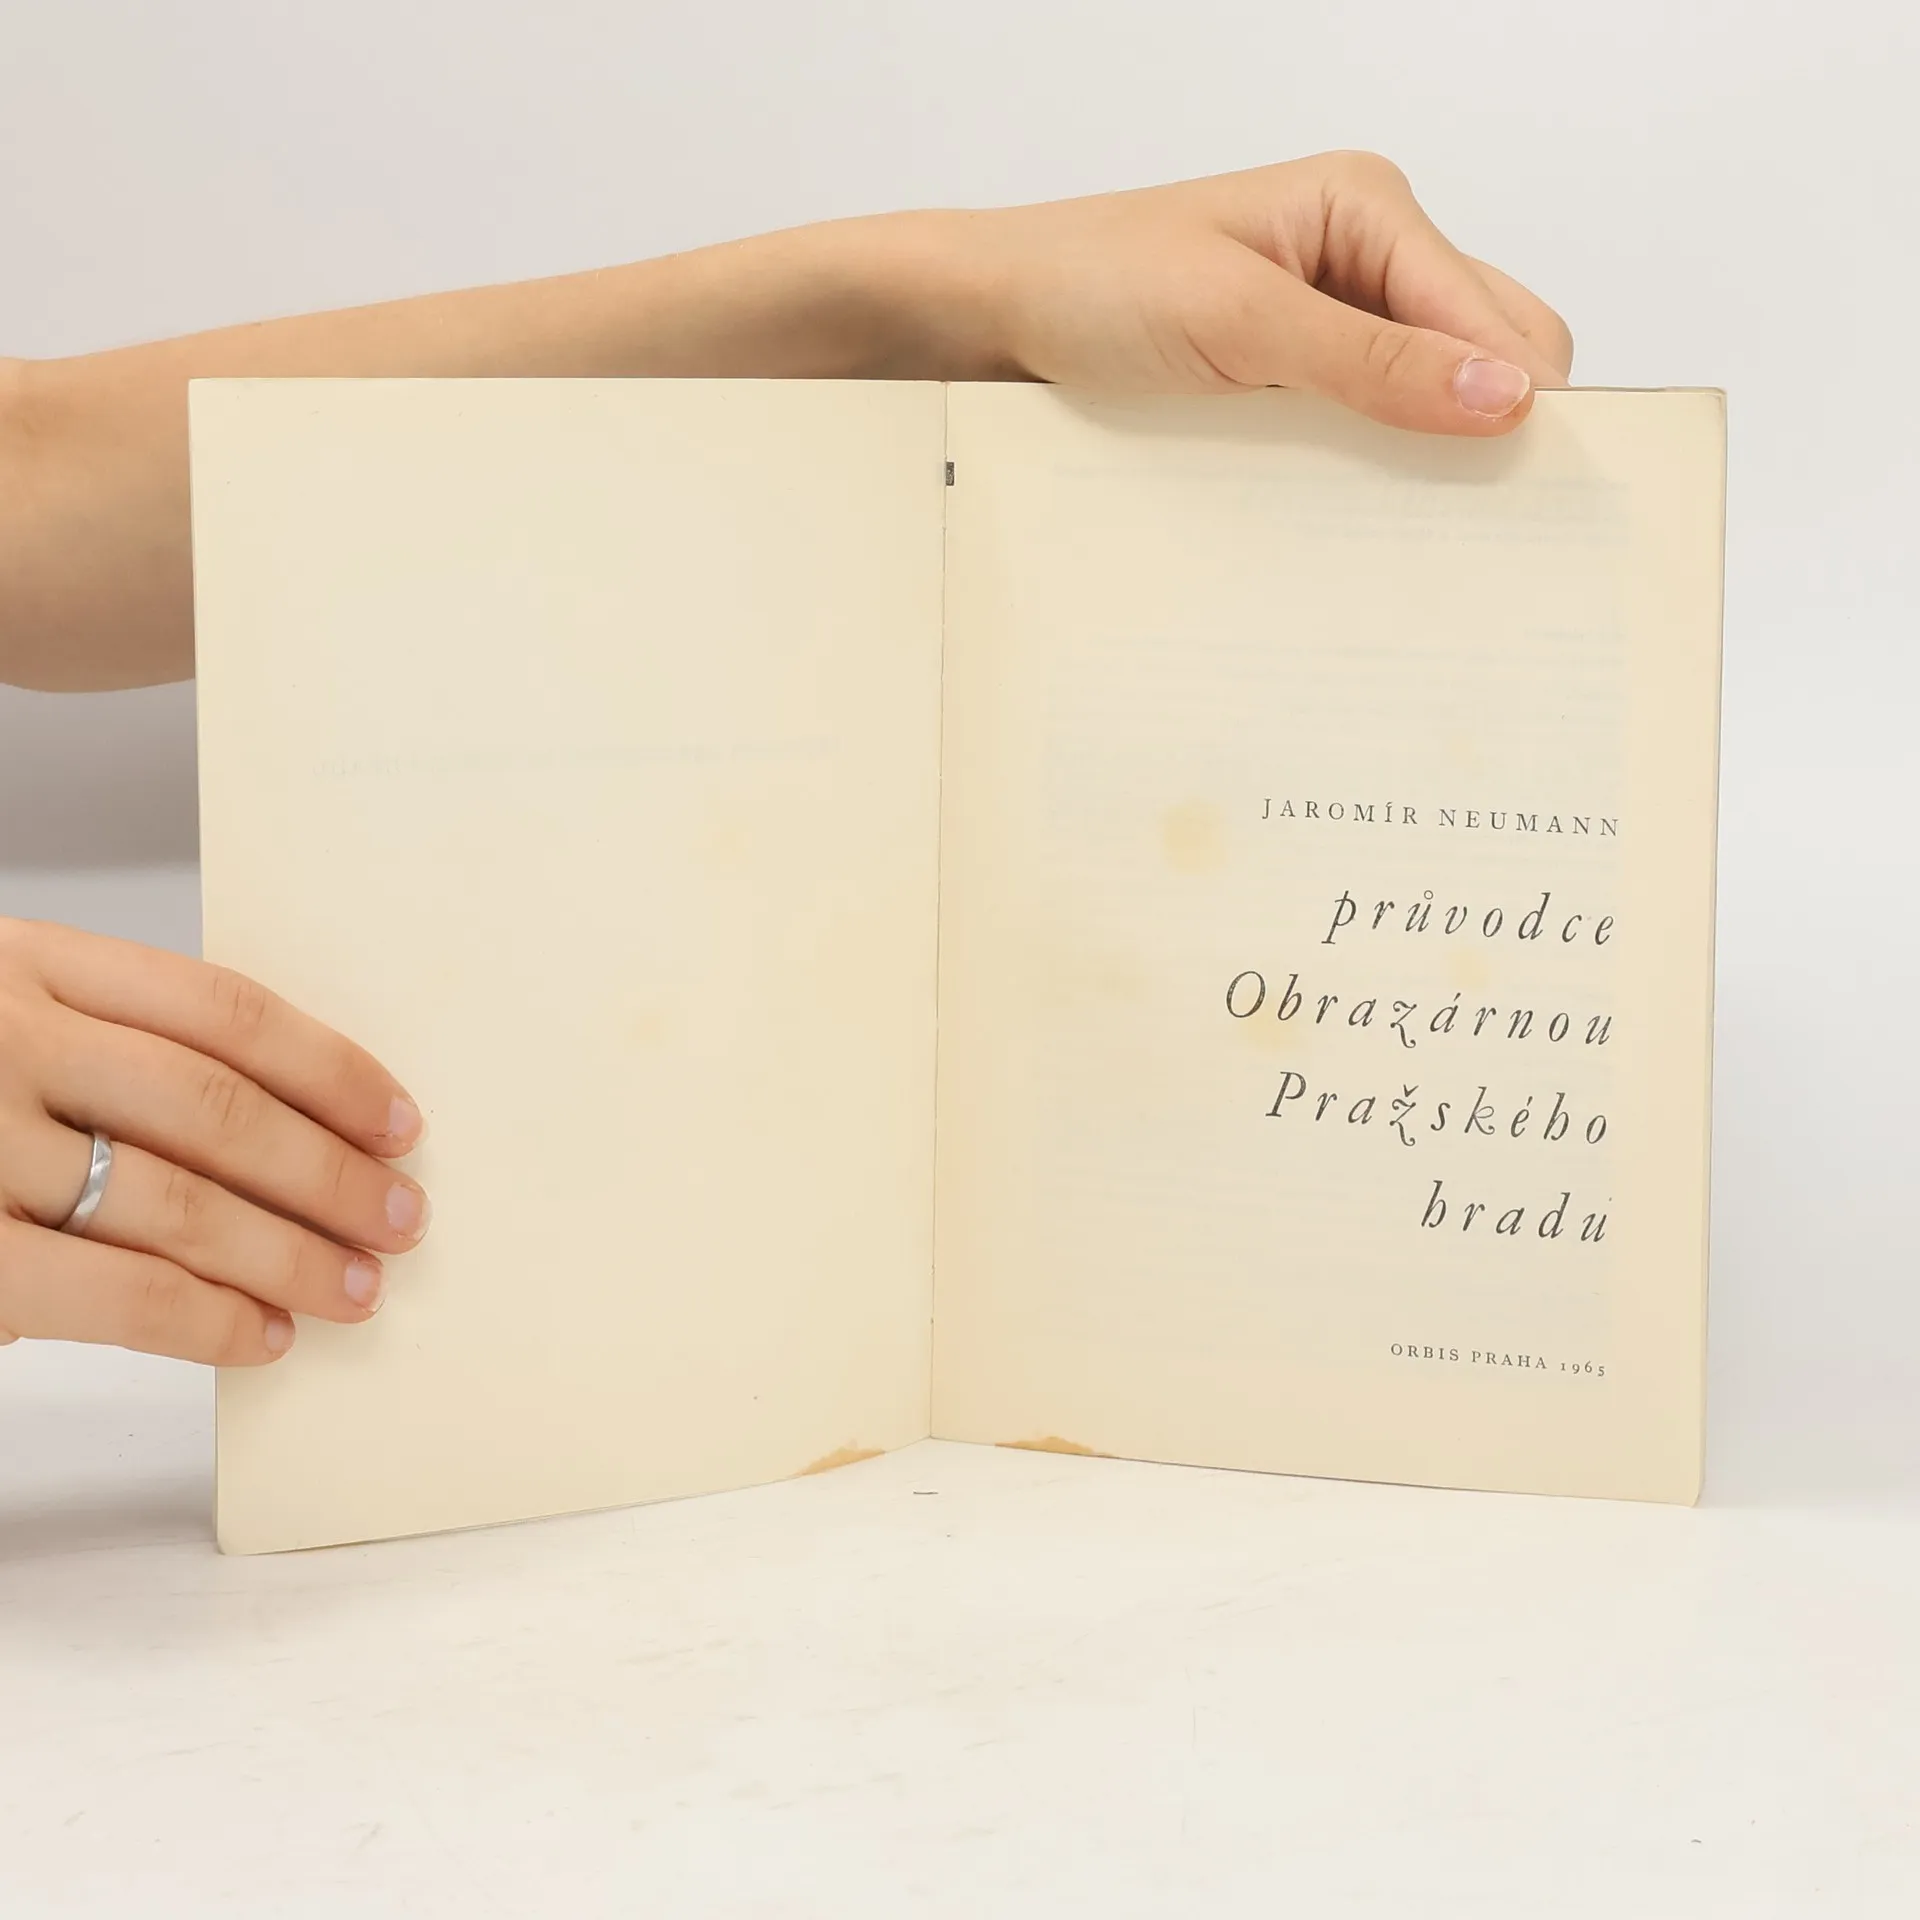 JAROMÍR NEUMANN
průvodce
Obrazárnou
Pražského
hradu
ORBIS PRAHA 1965